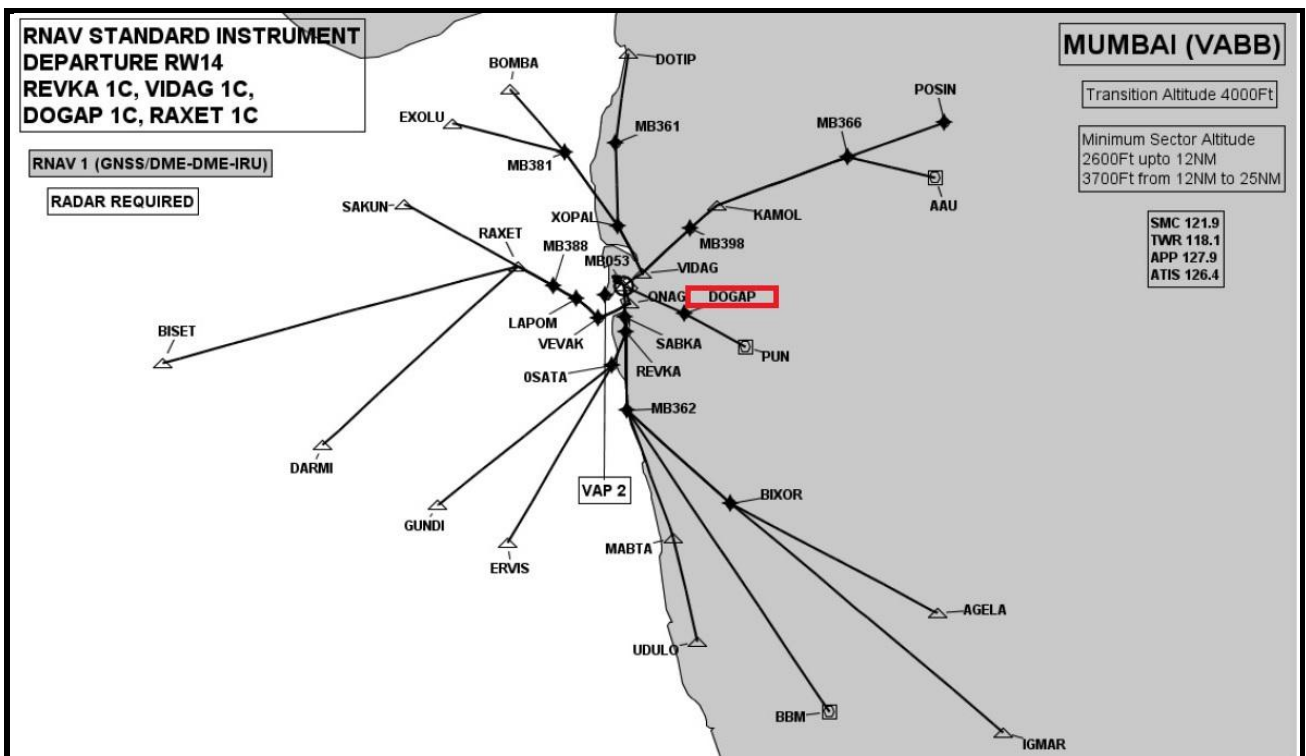 RNAV STANDARD INSTRUMENT
DEPARTURE RW14
REVKA 1C, VIDAG 1C,
DOGAP 1C, RAXET 1C
RNAV 1 (GNSS/DME-DME-IRU)
RADAR REQUIRED
MUMBAI (VABB)
Transition Altitude 4000Ft
Minimum Sector Altitude
2600Ft upto 12NM
3700Ft from 12NM to 25NM
SMC 121.9
TWR 118.1
APP 127.9
ATIS 126.4
DOTIP
BOMBA
POSIN
EXOLU
MB361
MB366
MB381
AAU
SAKUN
KAMOL
XOPAL
RAXET
MB398
MB388
MB053
VIDAG
ONAG
DOGAP
LAPOM
BISET
VEVAK
SABKA
PUN
REVKA
0SATA
MB362
DARMI
VAP 2
BIXOR
GUNDI
MABTA
ERVIS
AGELA
UDULO
BBM
IGMAR